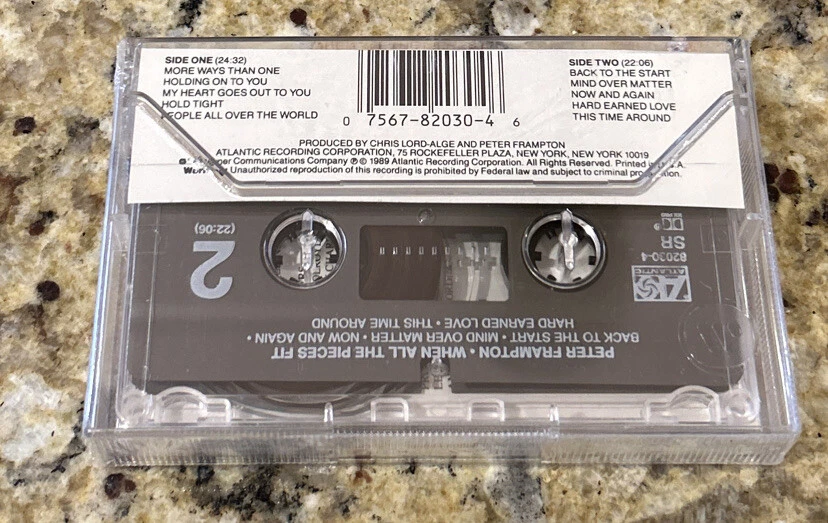 SIDE ONE (24:32)
MORE WAYS THAN ONE
HOLDING ON TO YOU
MY HEART GOES OUT TO YOU
HOLD TIGHT
PEOPLE ALL OVER THE WORLD
0 7567-82030-4 6
SIDE TWO (22:06)
BACK TO THE START
MIND OVER MATTER
NOW AND AGAIN
HARD EARNED LOVE
THIS TIME AROUND
PRODUCED BY CHRIS LORD-ALGE AND PETER FRAMPTON
ATLANTIC RECORDING CORPORATION, 75 ROCKEFELLER PLAZA, NEW YORK, NEW YORK 10019
Communications Company ℗ © 1989 Atlantic Recording Corporation. All Rights Reserved. Printed in U.S.A.
Unauthorized reproduction of this recording is prohibited by Federal law and subject to criminal prosecution.
PETER FRAMPTON • WHEN ALL THE PIECES FIT
BACK TO THE START • MIND OVER MATTER • NOW AND AGAIN •
HARD EARNED LOVE • THIS TIME AROUND
ATLANTIC
82030-4
SR
2
(22:06)